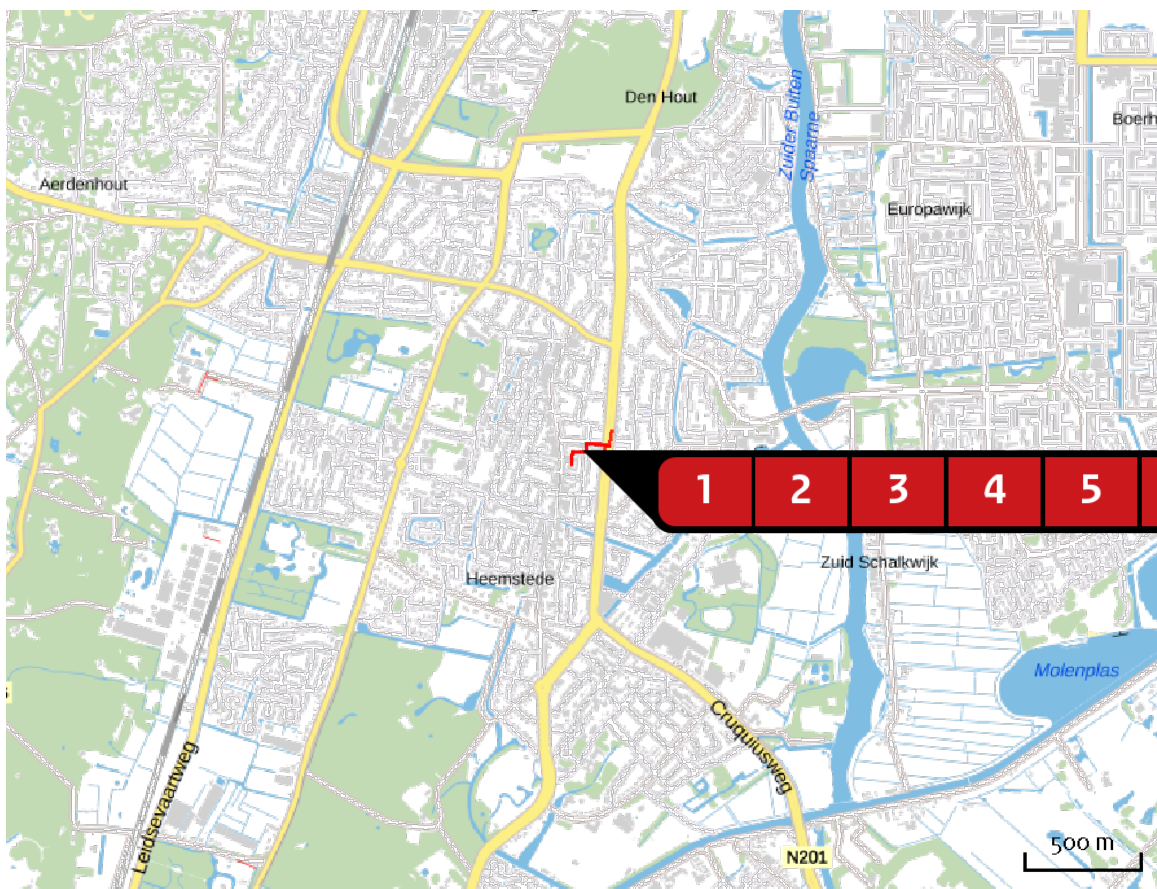 Den Hout
Zuider Buiten
Spaarne
Boerh
Aerdenhout
Europawijk
1 2 3 4 5
Zuid Schalkwijk
Heemstede
Molenplas
Cruquiusweg
Leidsevaartweg
500 m
N201